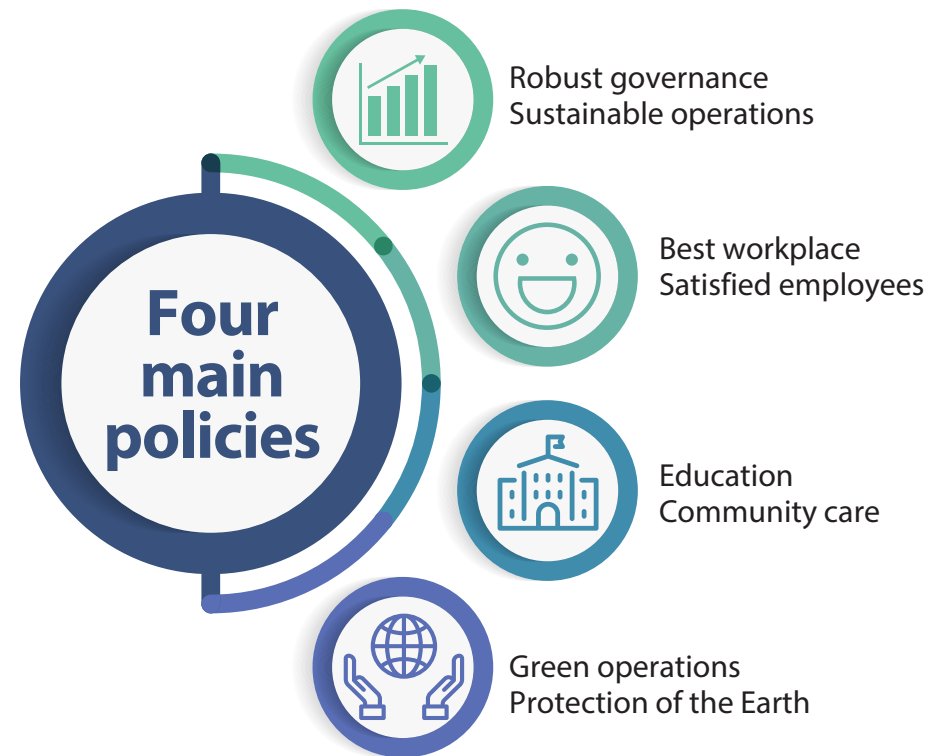 Four
main
policies
Robust governance
Sustainable operations
Best workplace
Satisfied employees
Education
Community care
Green operations
Protection of the Earth